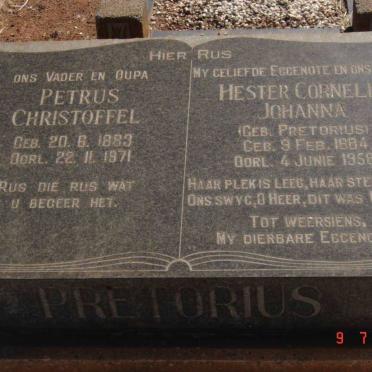 HIER RUS
ONS VADER EN OUPA
PETRUS
CHRISTOFFEL
GEB. 20. 6. 1883
OORL. 22. 11. 1971
RUS DIE RUS WAT
U BEGEER HET.
MY GELIEFDE EGGENOTE EN ONS
HESTER CORNELI
JOHANNA
(GEB. PRETORIUS)
GEB. 9 FEB. 1884
OORL. 4 JUNIE 1956
HAAR PLEK IS LEEG, HAAR STE
ONS SWYG, O HEER, DIT WAS
TOT WEERSIENS,
MY DIERBARE EGGENO
PRETORIUS
9 7